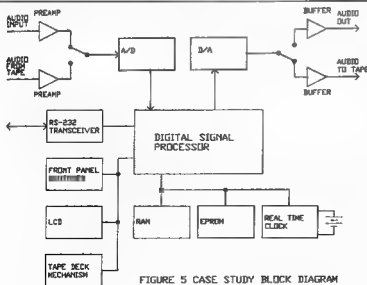 AUDIO INPUT
PREAMP
AUDIO FROM TAPE
PREAMP
A/D
D/A
BUFFER
AUDIO OUT
AUDIO TO TAPE
BUFFER
RS-232 TRANSCEIVER
DIGITAL SIGNAL PROCESSOR
FRONT PANEL
LCD
TAPE DECK MECHANISM
RAM
EPROM
REAL TIME CLOCK
FIGURE 5 CASE STUDY BLOCK DIAGRAM